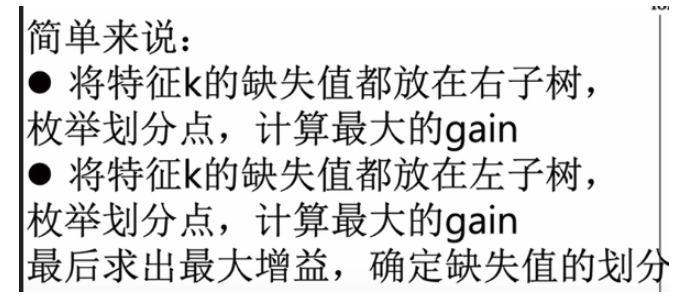 简单来说：
● 将特征k的缺失值都放在右子树，
枚举划分点，计算最大的gain
● 将特征k的缺失值都放在左子树，
枚举划分点，计算最大的gain
最后求出最大增益，确定缺失值的划分